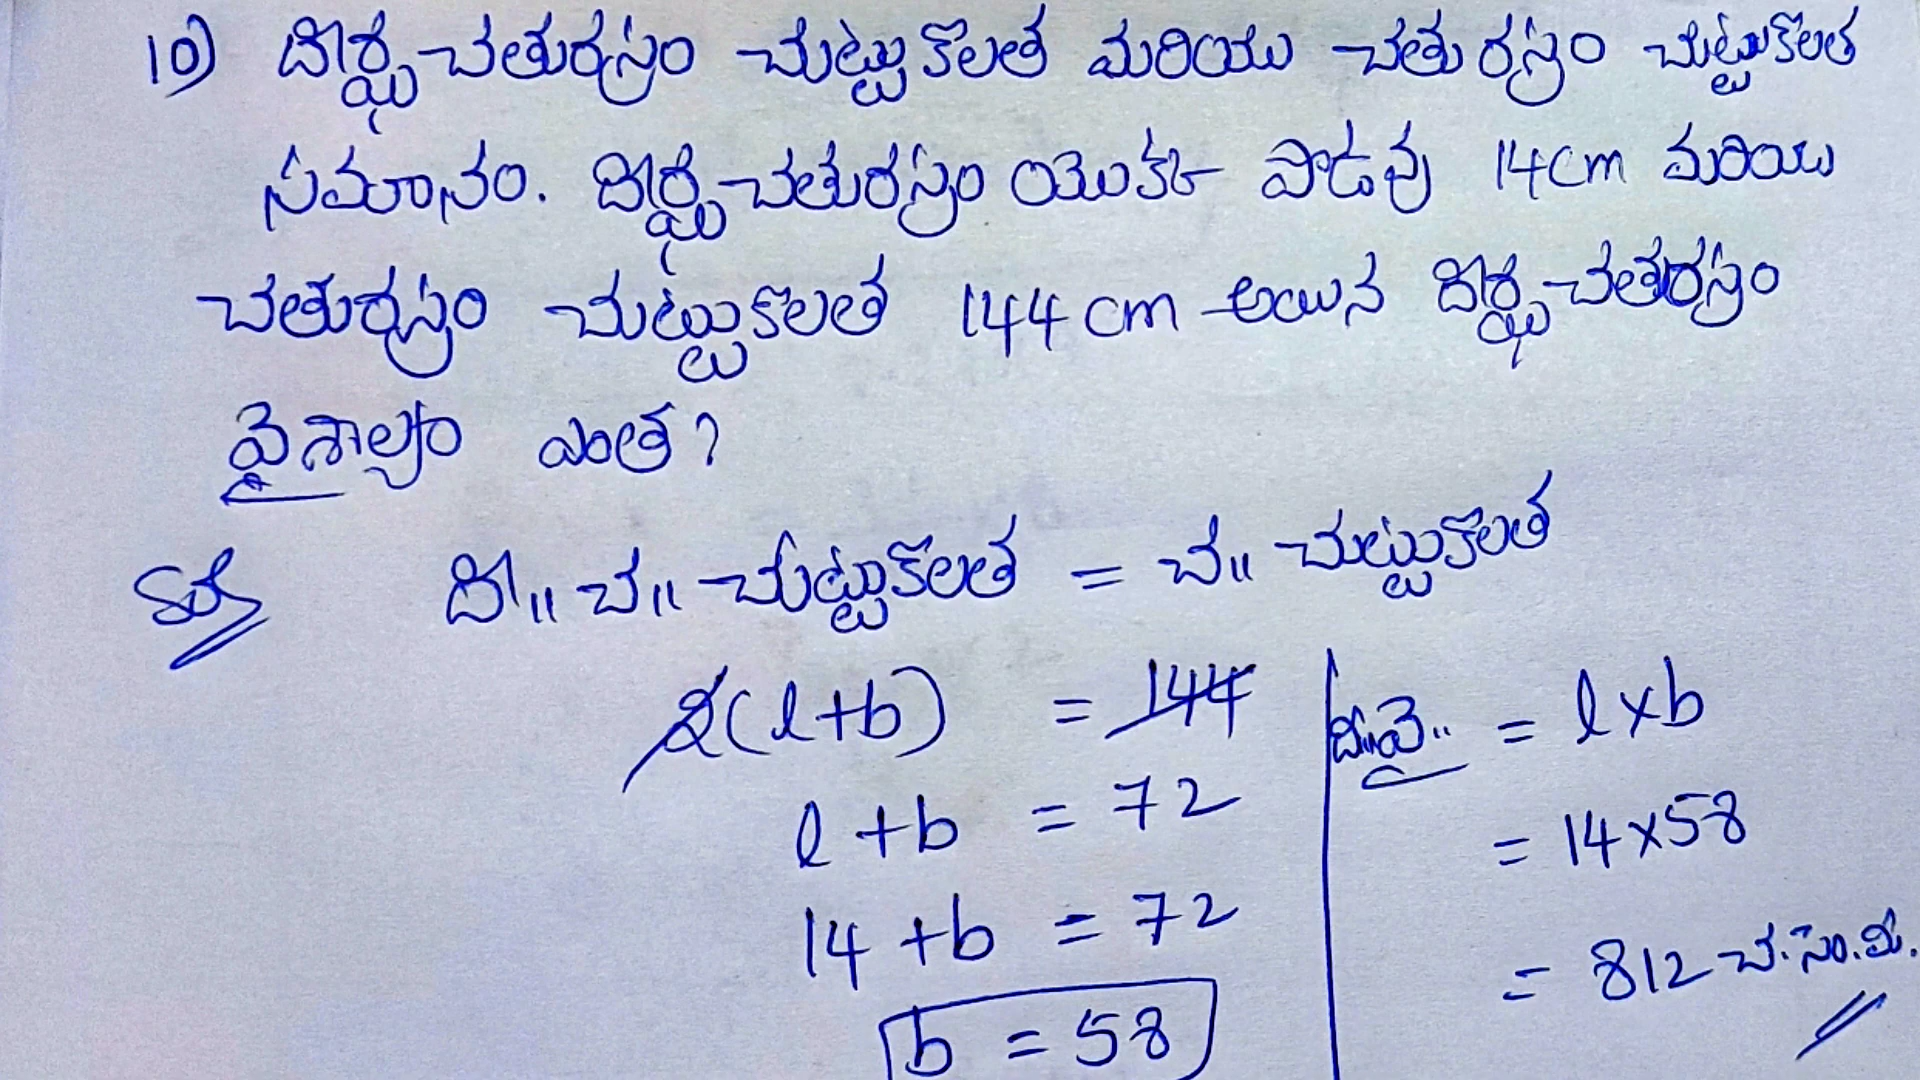 10) దీర్ఘచతురస్రం చుట్టుకొలత మరియు చతురస్రం చుట్టుకొలత
సమానం. దీర్ఘచతురస్రం యొక్క పొడవు 14cm మరియు
చతురస్రం చుట్టుకొలత 144 cm అయిన దీర్ఘచతురస్రం
వైశాల్యం ఎంత?
దీ॥ చ॥ చుట్టుకొలత = చ॥ చుట్టుకొలత
2(l+b) = 144
l+b = 72
14+b = 72
b = 58
దీ॥వై॥ = l×b
= 14×58
= 812 చ.సెం.మీ.